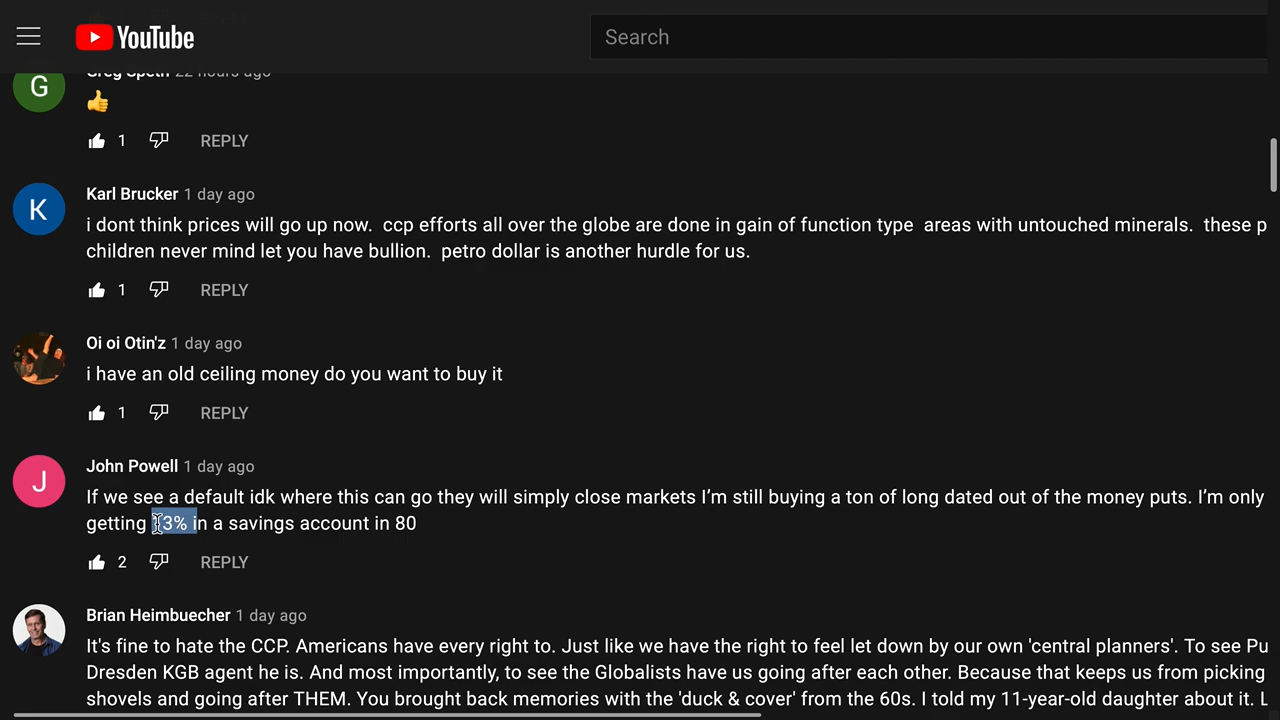 YouTube
Search
Greg Speth 22 hours ago
G
👍
1 REPLY
K
Karl Brucker 1 day ago
i dont think prices will go up now. ccp efforts all over the globe are done in gain of function type areas with untouched minerals. these p
children never mind let you have bullion. petro dollar is another hurdle for us.
1 REPLY
Oi oi Otin'z 1 day ago
i have an old ceiling money do you want to buy it
1 REPLY
J
John Powell 1 day ago
If we see a default idk where this can go they will simply close markets I'm still buying a ton of long dated out of the money puts. I'm only
getting 3% in a savings account in 80
2 REPLY
Brian Heimbuecher 1 day ago
It's fine to hate the CCP. Americans have every right to. Just like we have the right to feel let down by our own 'central planners'. To see Pu
Dresden KGB agent he is. And most importantly, to see the Globalists have us going after each other. Because that keeps us from picking
shovels and going after THEM. You brought back memories with the 'duck & cover' from the 60s. I told my 11-year-old daughter about it. L